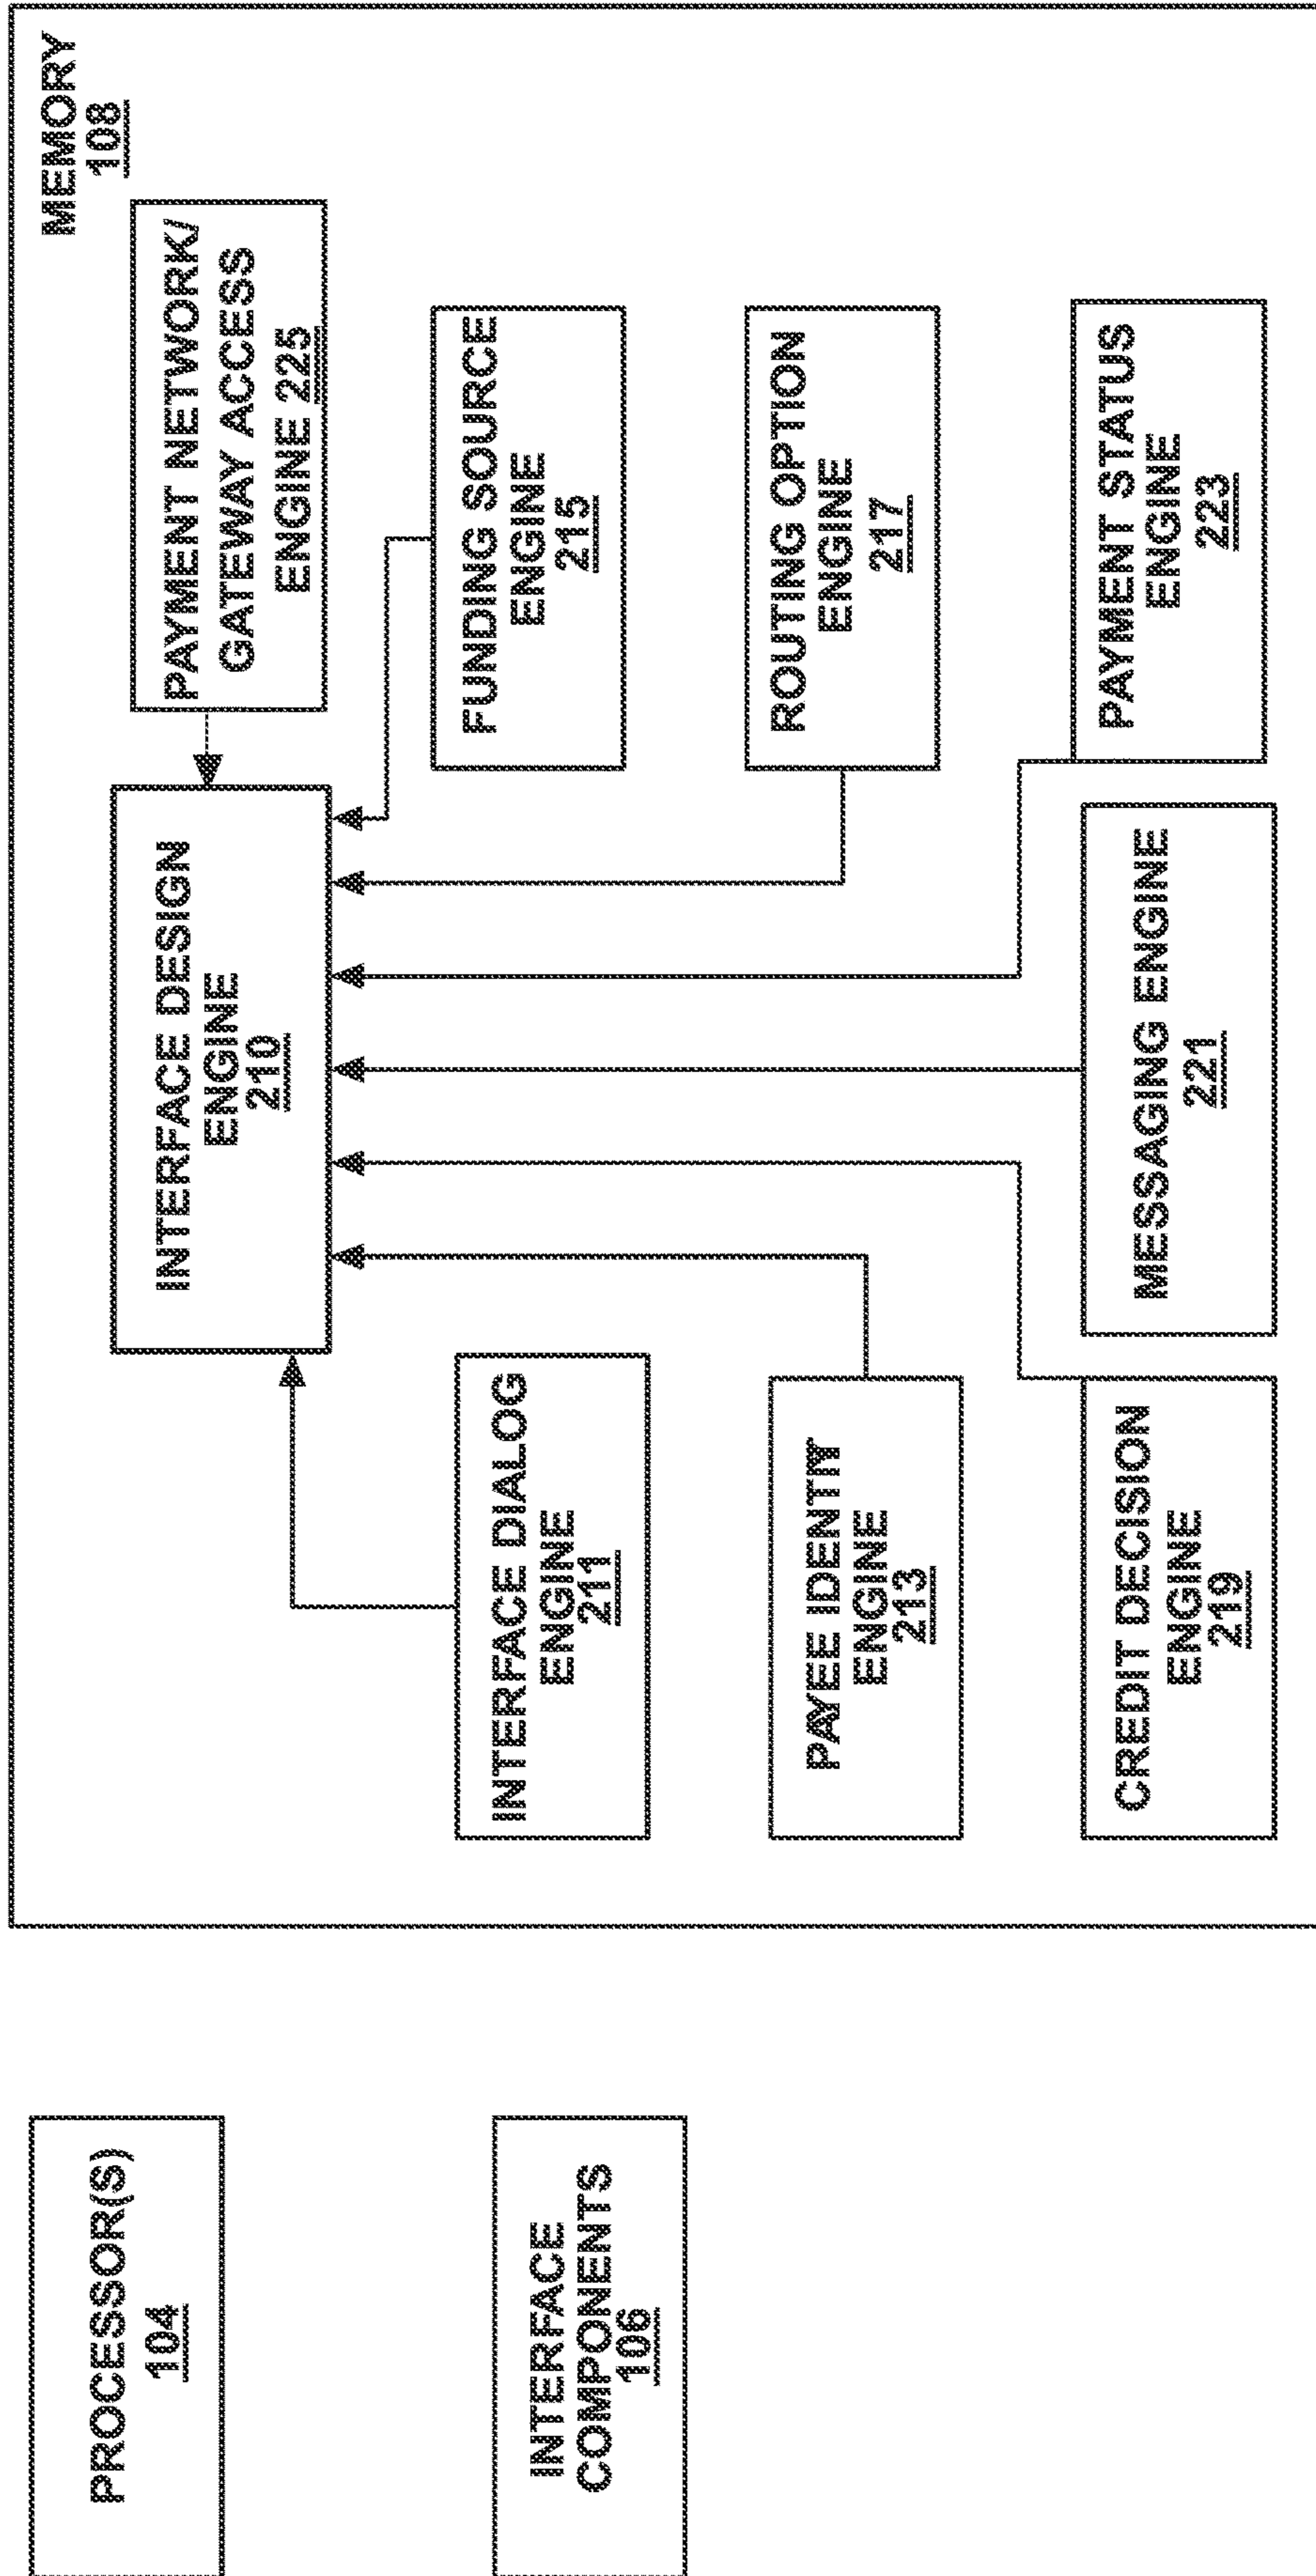 PROCESSOR(S)
104
INTERFACE
COMPONENTS
106
MEMORY
108
INTERFACE DESIGN
ENGINE
210
PAYMENT NETWORK/
GATEWAY ACCESS
ENGINE 225
INTERFACE DIALOG
ENGINE
211
FUNDING SOURCE
ENGINE
215
PAYEE IDENTIY
ENGINE
213
ROUTING OPTION
ENGINE
217
CREDIT DECISION
ENGINE
219
MESSAGING ENGINE
221
PAYMENT STATUS
ENGINE
223